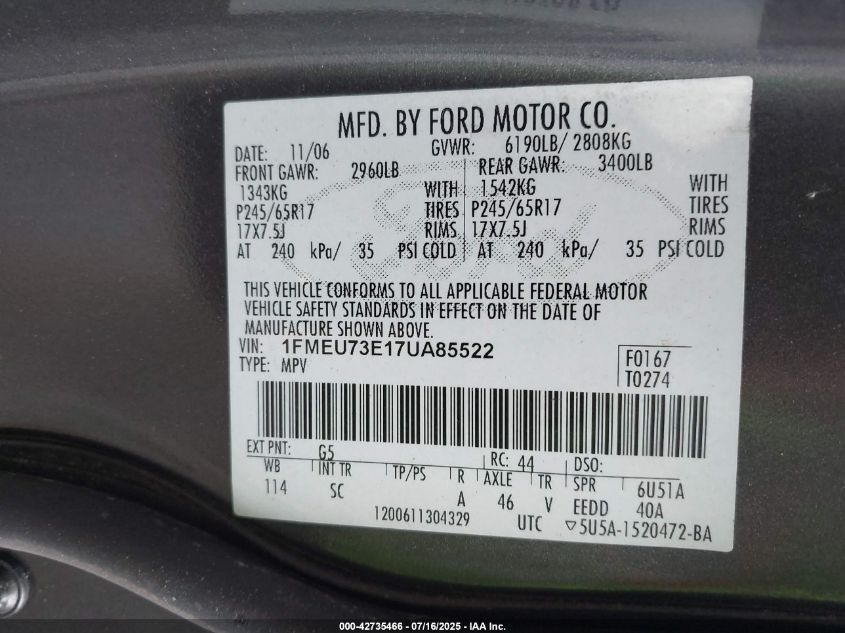 MFD. BY FORD MOTOR CO.
DATE: 11/06 GVWR: 6190LB/ 2808KG
FRONT GAWR: 2960LB REAR GAWR: 3400LB
1343KG WITH 1542KG WITH
P245/65R17 TIRES P245/65R17 TIRES
17X7.5J RIMS 17X7.5J RIMS
AT 240 kPa/ 35 PSI COLD AT 240 kPa/ 35 PSI COLD
THIS VEHICLE CONFORMS TO ALL APPLICABLE FEDERAL MOTOR
VEHICLE SAFETY STANDARDS IN EFFECT ON THE DATE OF
MANUFACTURE SHOWN ABOVE.
VIN: 1FMEU73E17UA85522
TYPE: MPV
F0167
T0274
EXT PNT: G5 RC: 44 DSO:
WB INT TR TP/PS R AXLE TR SPR 6U51A
114 SC A 46 V EEDD 40A
1200611304329 UTC ▽5U5A-1520472-BA
000-42735466 - 07/16/2025 - IAA Inc.